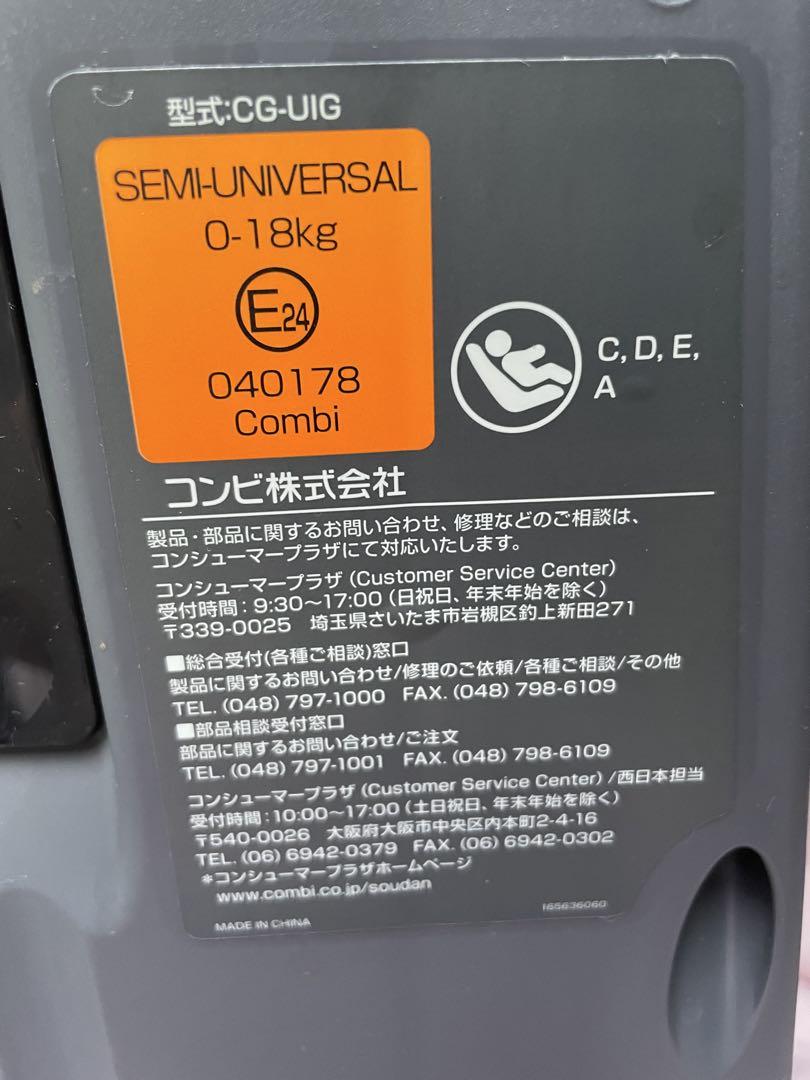 型式:CG-UIG
SEMI-UNIVERSAL
0-18kg
E24
040178
Combi
C, D, E,
A
コンビ株式会社
製品・部品に関するお問い合わせ、修理などのご相談は、
コンシューマープラザにて対応いたします。
コンシューマープラザ (Customer Service Center)
受付時間：9:30〜17:00 (日祝日、年末年始を除く)
〒339-0025 埼玉県さいたま市岩槻区釣上新田271
■総合受付(各種ご相談)窓口
製品に関するお問い合わせ/修理のご依頼/各種ご相談/その他
TEL. (048) 797-1000 FAX. (048) 798-6109
■部品相談受付窓口
部品に関するお問い合わせ/ご注文
TEL. (048) 797-1001 FAX. (048) 798-6109
コンシューマープラザ (Customer Service Center) /西日本担当
受付時間：10:00〜17:00 (土日祝日、年末年始を除く)
〒540-0026 大阪府大阪市中央区内本町2-4-16
TEL. (06) 6942-0379 FAX. (06) 6942-0302
*コンシューマープラザホームページ
www.combi.co.jp/soudan
MADE IN CHINA
165636060